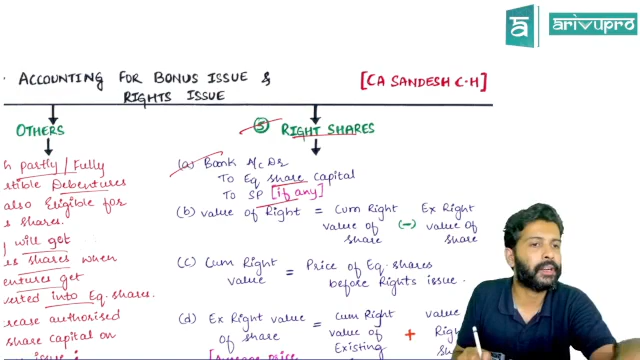 ā arivupro
. ACCOUNTING FOR BONUS ISSUE &
RIGHTS ISSUE
[CA SANDESH C.H]
OTHERS
partly / Fully
Debentures
also Eligible for
shares.
will get
shares when
get
into Eq. shares.
authorised
share capital on
5 RIGHT SHARES
(a) Bank A/c Dr
To Eq share capital
To SP [if any]
(b) Value of Right = Cum Right value of share (-) Ex Right value of share
(c) Cum Right value = Price of Eq. shares before Rights issue.
(d) Ex Right value of share = cum Right value of Existing + value